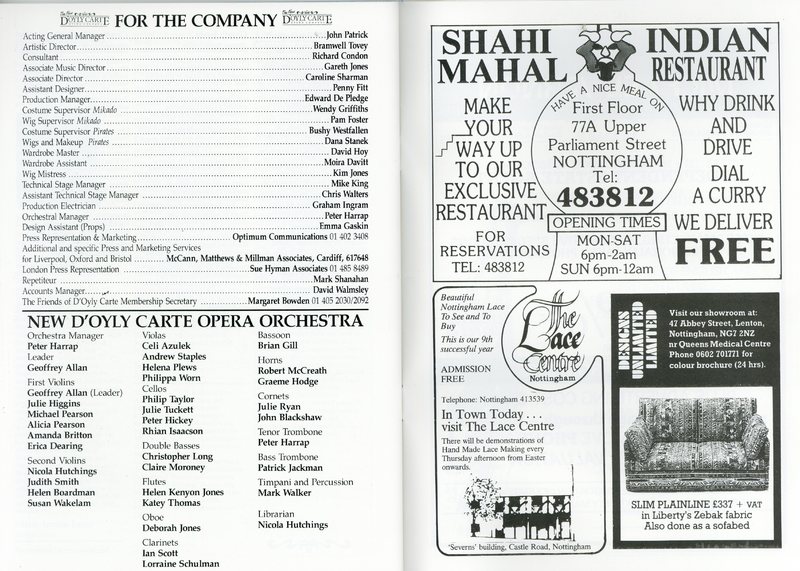 The New D'OYLY CARTE FOR THE COMPANY The New D'OYLY CARTE
Acting General Manager ... John Patrick
Artistic Director ... Bramwell Tovey
Consultant ... Richard Condon
Associate Music Director ... Gareth Jones
Associate Director ... Caroline Sharman
Assistant Designer ... Penny Fitt
Production Manager ... Edward De Pledge
Costume Supervisor Mikado ... Wendy Griffiths
Wig Supervisor Mikado ... Pam Foster
Costume Supervisor Pirates ... Bushy Westfallen
Wigs and Makeup Pirates ... Dana Stanek
Wardrobe Master ... David Hoy
Wardrobe Assistant ... Moira Davitt
Wig Mistress ... Kim Jones
Technical Stage Manager ... Mike King
Assistant Technical Stage Manager ... Chris Walters
Production Electrician ... Graham Ingram
Orchestral Manager ... Peter Harrap
Design Assistant (Props) ... Emma Gaskin
Press Representation & Marketing ... Optimum Communications 01 402 3408
Additional and specific Press and Marketing Services
for Liverpool, Oxford and Bristol ... McCann, Matthews & Millman Associates, Cardiff, 617648
London Press Representation ... Sue Hyman Associates 01 485 8489
Repetiteur ... Mark Shanahan
Accounts Manager ... David Walmsley
The Friends of D'Oyly Carte Membership Secretary ... Margaret Bowden 01 405 2030/2092
NEW D'OYLY CARTE OPERA ORCHESTRA
Orchestra Manager
Peter Harrap
Leader
Geoffrey Allan
First Violins
Geoffrey Allan (Leader)
Julie Higgins
Michael Pearson
Alicia Pearson
Amanda Britton
Erica Dearing
Second Violins
Nicola Hutchings
Judith Smith
Helen Boardman
Susan Wakelam
Violas
Celi Azulek
Andrew Staples
Helena Plews
Philippa Worn
Cellos
Philip Taylor
Julie Tuckett
Peter Hickey
Rhian Isaacson
Double Basses
Christopher Long
Claire Moroney
Flutes
Helen Kenyon Jones
Katey Thomas
Oboe
Deborah Jones
Clarinets
Ian Scott
Lorraine Schulman
Bassoon
Brian Gill
Horns
Robert McCreath
Graeme Hodge
Cornets
Julie Ryan
John Blackshaw
Tenor Trombone
Peter Harrap
Bass Trombone
Patrick Jackman
Timpani and Percussion
Mark Walker
Librarian
Nicola Hutchings
SHAHI MAHAL
INDIAN RESTAURANT
MAKE
YOUR
WAY UP
TO OUR
EXCLUSIVE
RESTAURANT
FOR
RESERVATIONS
TEL: 483812
HAVE A NICE MEAL ON
First Floor
77A Upper
Parliament Street
NOTTINGHAM
Tel:
483812
OPENING TIMES
MON-SAT
6pm-2am
SUN 6pm-12am
WHY DRINK
AND
DRIVE
DIAL
A CURRY
WE DELIVER
FREE
Beautiful
Nottingham Lace
To See and To
Buy
This is our 9th
successful year
ADMISSION
FREE
The
Lace
Centre
Nottingham
Telephone: Nottingham 413539
In Town Today . . .
visit The Lace Centre
There will be demonstrations of
Hand Made Lace Making every
Thursday afternoon from Easter
onwards.
'Severns' building, Castle Road, Nottingham
DESIGNS
UNLIMITED
LIMITED
Visit our showroom at:
47 Abbey Street, Lenton,
Nottingham, NG7 2NZ
nr Queens Medical Centre
Phone 0602 701771 for
colour brochure (24 hrs).
SLIM PLAINLINE £337 + VAT
in Liberty's Zebak fabric
Also done as a sofabed